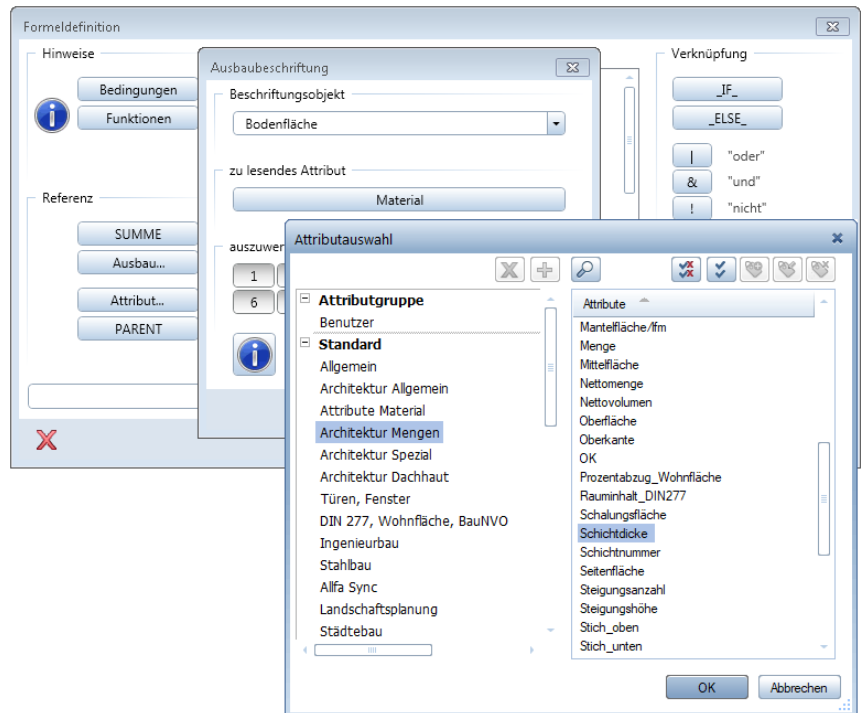 Formeldefinition
Hinweise
Bedingungen
Funktionen
Referenz
SUMME
Ausbau...
Attribut...
PARENT
Ausbaubeschriftung
Beschriftungsobjekt
Bodenfläche
zu lesendes Attribut
Material
1
6
Verknüpfung
_IF_
_ELSE_
| "oder"
& "und"
! "nicht"
Attributauswahl
Attributgruppe
Benutzer
Standard
Allgemein
Architektur Allgemein
Attribute Material
Architektur Mengen
Architektur Spezial
Architektur Dachhaut
Türen, Fenster
DIN 277, Wohnfläche, BauNVO
Ingenieurbau
Stahlbau
Allfa Sync
Landschaftsplanung
Städtebau
Attribute
Mantelfläche/lfm
Menge
Mittelfläche
Nettomenge
Nettovolumen
Oberfläche
Oberkante
OK
Prozentabzug_Wohnfläche
Rauminhalt_DIN277
Schalungsfläche
Schichtdicke
Schichtnummer
Seitenfläche
Steigungsanzahl
Steigungshöhe
Stich_oben
Stich_unten
OK
Abbrechen